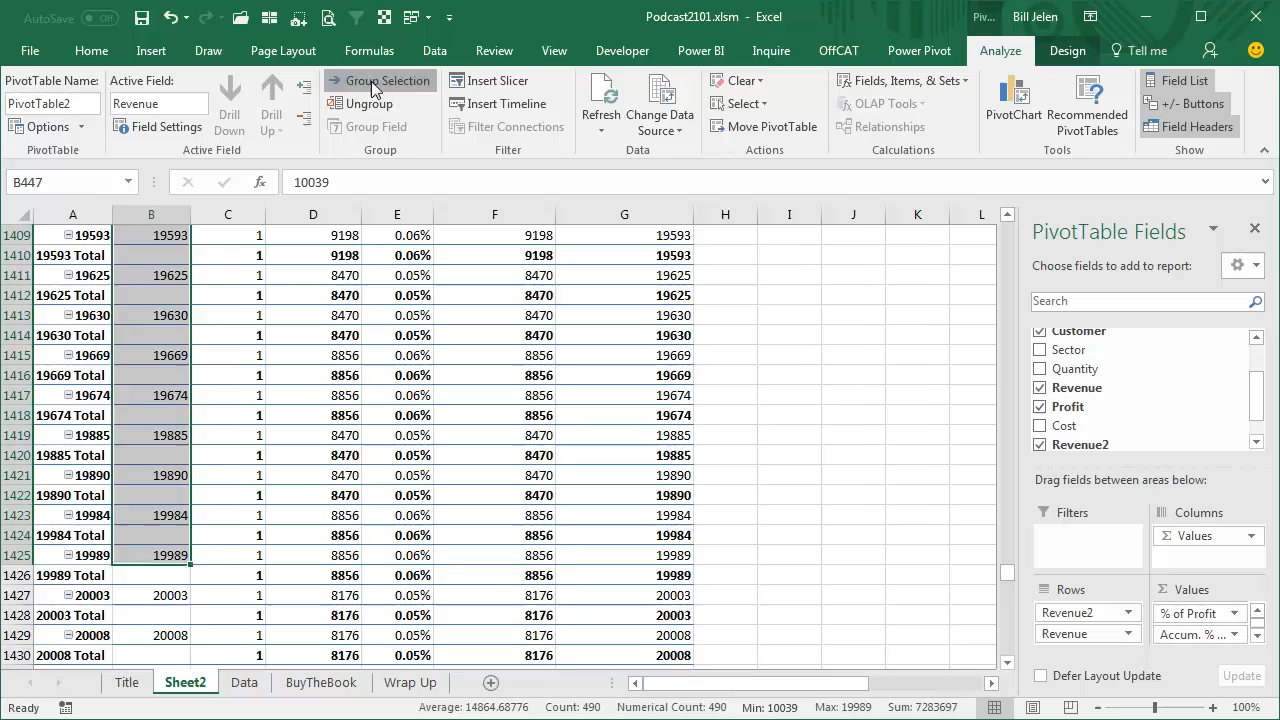 AutoSave Off Podcast2101.xlsm - Excel Piv... Bill Jelen
File Home Insert Draw Page Layout Formulas Data Review View Developer Power BI Inquire OffCAT Power Pivot Analyze Design Tell me
PivotTable Name: Active Field: Group Selection Insert Slicer Clear Fields, Items, & Sets Field List
PivotTable2 Revenue Drill Down Drill Up Ungroup Insert Timeline Refresh Change Data Source Select OLAP Tools PivotChart Recommended PivotTables +/- Buttons
Options Field Settings Group Field Filter Connections Move PivotTable Relationships Field Headers
PivotTable Active Field Group Filter Data Actions Calculations Tools Show
B447 fx 10039
A B C D E F G H I J K L
1409 19593 19593 1 9198 0.06% 9198 19593
1410 19593 Total 1 9198 0.06% 9198 19593
1411 19625 19625 1 8470 0.05% 8470 19625
1412 19625 Total 1 8470 0.05% 8470 19625
1413 19630 19630 1 8470 0.05% 8470 19630
1414 19630 Total 1 8470 0.06% 8470 19630
1415 19669 19669 1 8856 0.06% 8856 19669
1416 19669 Total 1 8856 0.06% 8856 19669
1417 19674 19674 1 8856 0.06% 8856 19674
1418 19674 Total 1 8856 0.06% 8856 19674
1419 19885 19885 1 8470 0.05% 8470 19885
1420 19885 Total 1 8470 0.05% 8470 19885
1421 19890 19890 1 8470 0.05% 8470 19890
1422 19890 Total 1 8470 0.05% 8470 19890
1423 19984 19984 1 8856 0.06% 8856 19984
1424 19984 Total 1 8856 0.06% 8856 19984
1425 19989 19989 1 8856 0.06% 8856 19989
1426 19989 Total 1 8856 0.06% 8856 19989
1427 20003 20003 1 8176 0.05% 8176 20003
1428 20003 Total 1 8176 0.05% 8176 20003
1429 20008 20008 1 8176 0.05% 8176 20008
1430 20008 Total 1 8176 0.05% 8176 20008
PivotTable Fields
Choose fields to add to report:
Search
Customer
Sector
Quantity
Revenue
Profit
Cost
Revenue2
Drag fields between areas below:
Filters Columns
Σ Values
Rows Σ Values
Revenue2 % of Profit
Revenue Accum. % ...
Defer Layout Update Update
Title Sheet2 Data BuyTheBook Wrap Up
Ready Average: 14864.68776 Count: 490 Numerical Count: 490 Min: 10039 Max: 19989 Sum: 7283697 100%